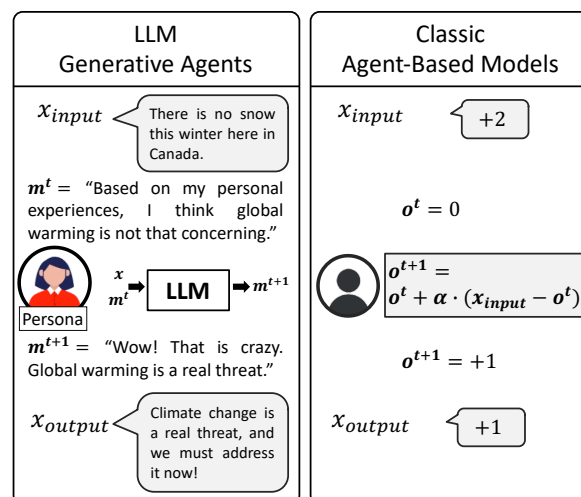 LLM
Generative Agents
x_input
There is no snow
this winter here in
Canada.
m^t = “Based on my personal
experiences, I think global
warming is not that concerning.”
x
m^t
LLM
m^{t+1}
Persona
m^{t+1} = “Wow! That is crazy.
Global warming is a real threat.”
x_output
Climate change is
a real threat, and
we must address
it now!
Classic
Agent-Based Models
x_input
+2
o^t = 0
o^{t+1} =
o^t + α · (x_input − o^t)
o^{t+1} = +1
x_output
+1